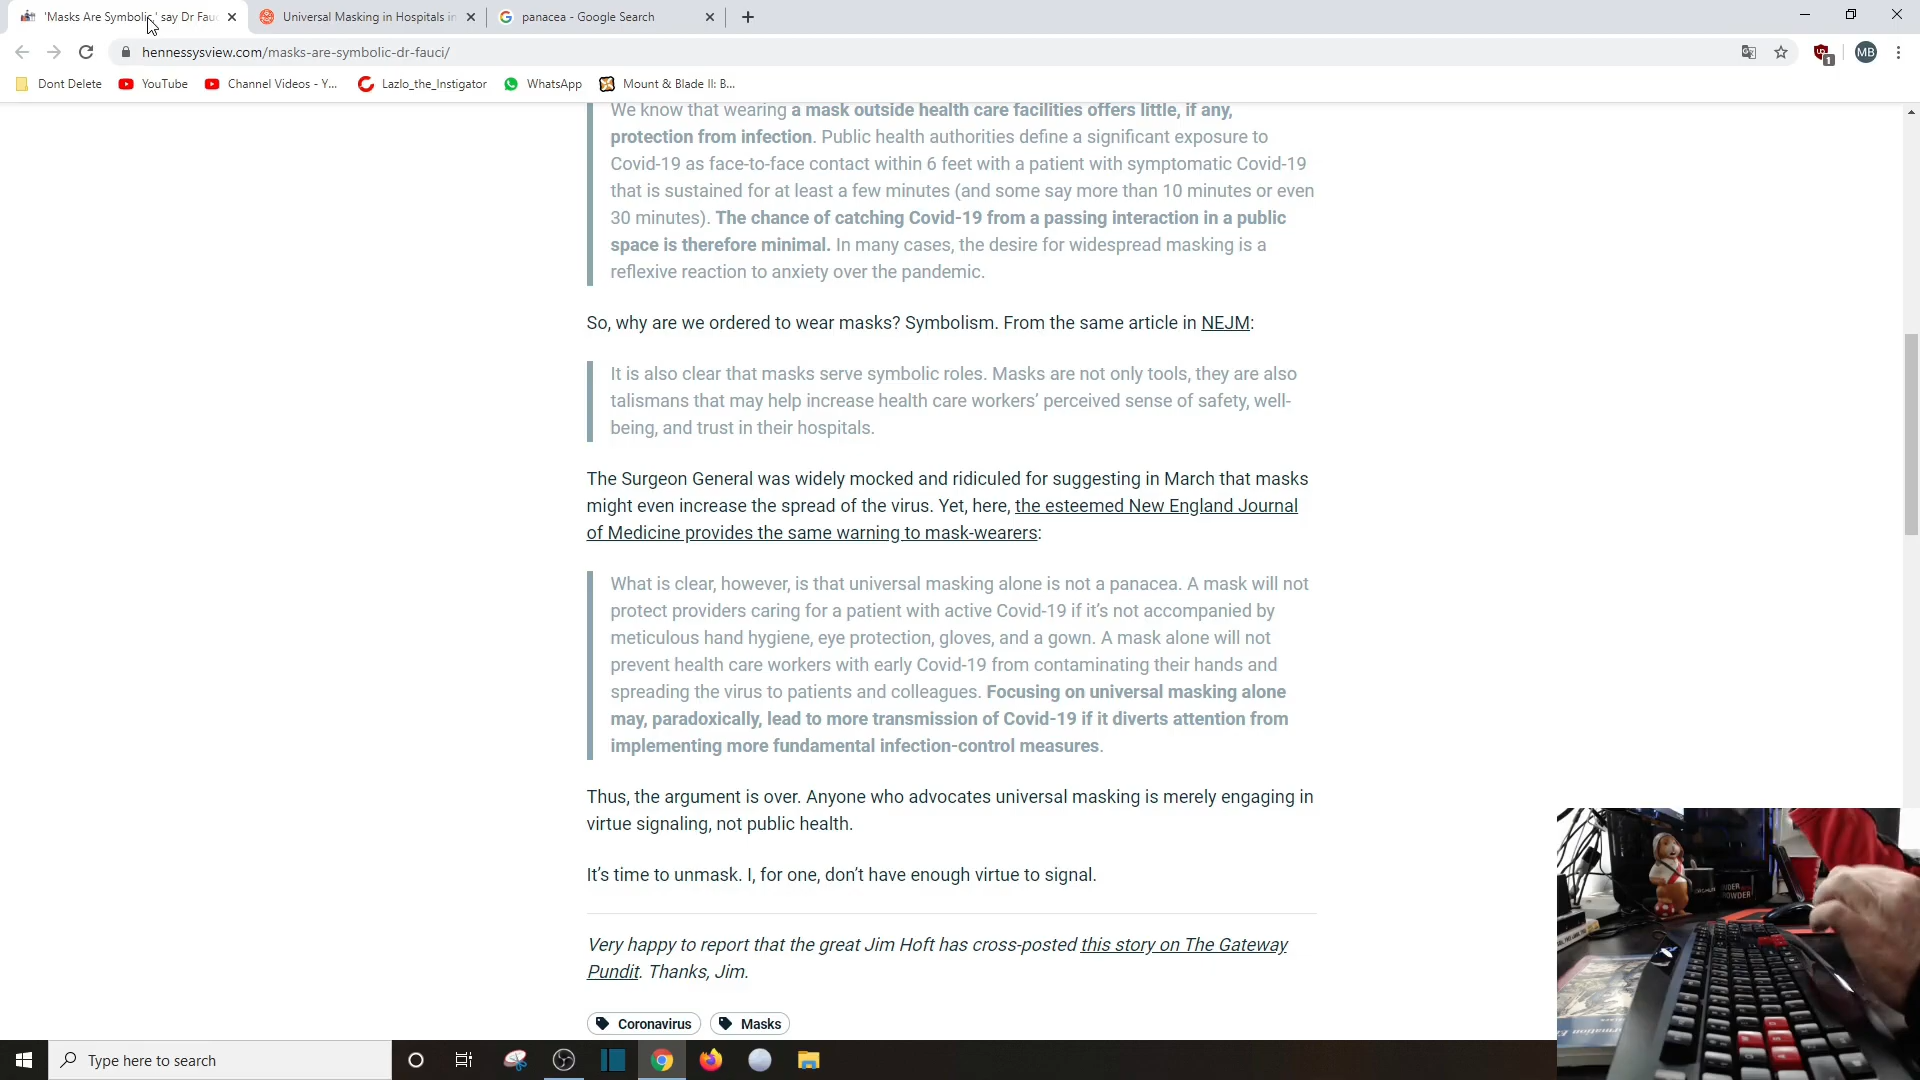 'Masks Are Symbolic,' say Dr Fauc
Universal Masking in Hospitals in
panacea - Google Search
hennessysview.com/masks-are-symbolic-dr-fauci/
1
MB
Dont Delete
YouTube
Channel Videos - Y...
Lazlo_the_Instigator
WhatsApp
Mount & Blade II: B...
We know that wearing a mask outside health care facilities offers little, if any,
protection from infection. Public health authorities define a significant exposure to
Covid-19 as face-to-face contact within 6 feet with a patient with symptomatic Covid-19
that is sustained for at least a few minutes (and some say more than 10 minutes or even
30 minutes). The chance of catching Covid-19 from a passing interaction in a public
space is therefore minimal. In many cases, the desire for widespread masking is a
reflexive reaction to anxiety over the pandemic.
So, why are we ordered to wear masks? Symbolism. From the same article in NEJM:
It is also clear that masks serve symbolic roles. Masks are not only tools, they are also
talismans that may help increase health care workers’ perceived sense of safety, well-
being, and trust in their hospitals.
The Surgeon General was widely mocked and ridiculed for suggesting in March that masks
might even increase the spread of the virus. Yet, here, the esteemed New England Journal
of Medicine provides the same warning to mask-wearers:
What is clear, however, is that universal masking alone is not a panacea. A mask will not
protect providers caring for a patient with active Covid-19 if it’s not accompanied by
meticulous hand hygiene, eye protection, gloves, and a gown. A mask alone will not
prevent health care workers with early Covid-19 from contaminating their hands and
spreading the virus to patients and colleagues. Focusing on universal masking alone
may, paradoxically, lead to more transmission of Covid-19 if it diverts attention from
implementing more fundamental infection-control measures.
Thus, the argument is over. Anyone who advocates universal masking is merely engaging in
virtue signaling, not public health.
It’s time to unmask. I, for one, don’t have enough virtue to signal.
Very happy to report that the great Jim Hoft has cross-posted this story on The Gateway
Pundit. Thanks, Jim.
Coronavirus
Masks
Type here to search